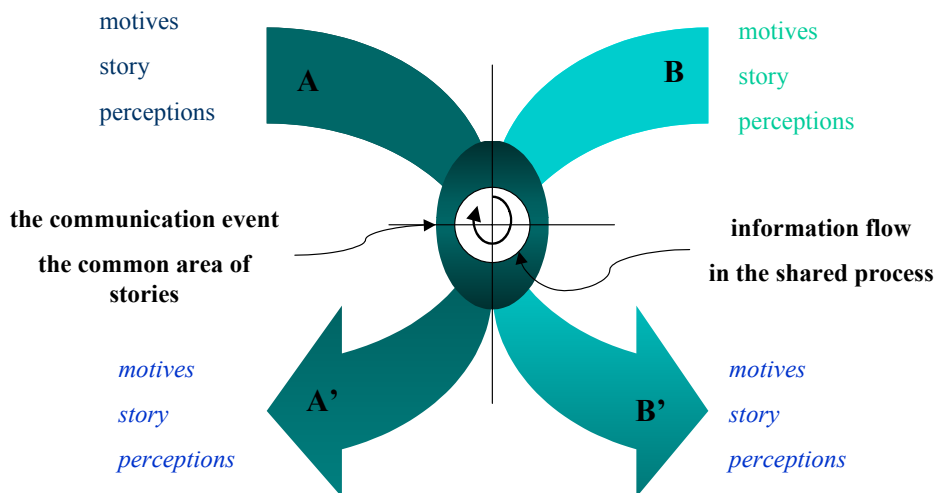 motives
story
perceptions
A
B
motives
story
perceptions
the communication event
the common area of
stories
information flow
in the shared process
motives
story
perceptions
A’
B’
motives
story
perceptions